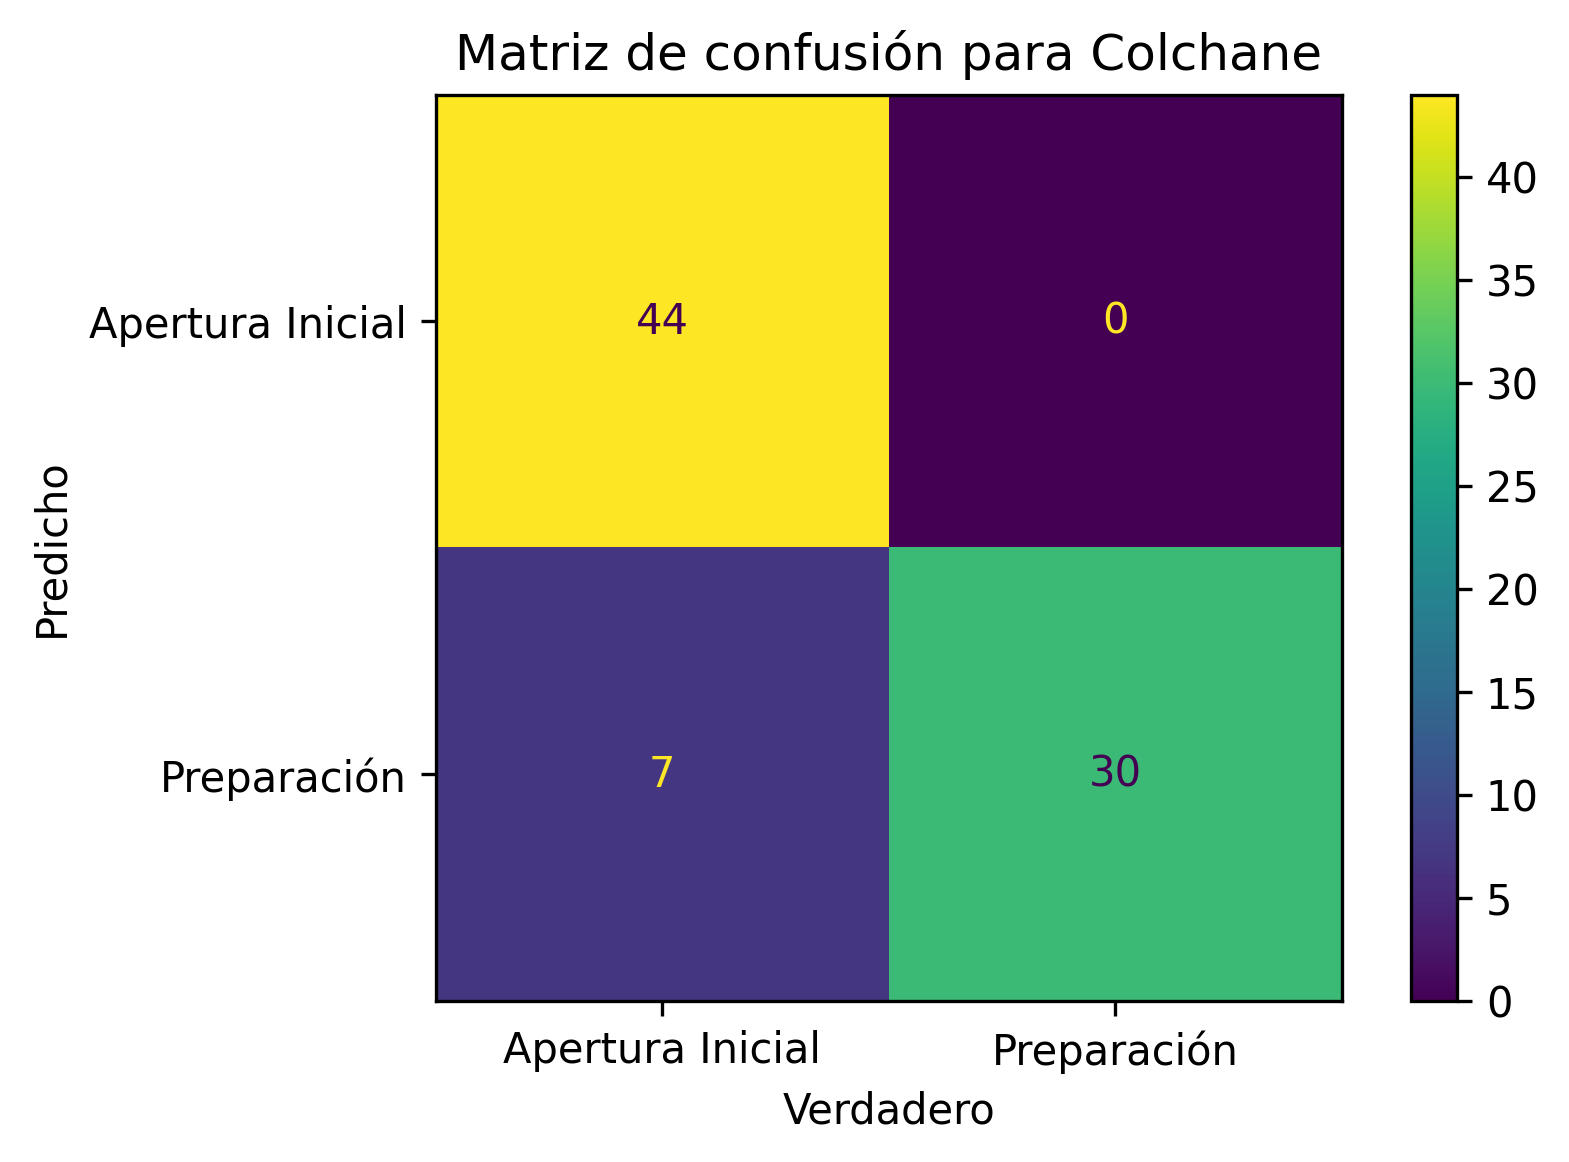 Matriz de confusión para Colchane
Predicho
Apertura Inicial
44
0
Preparación
7
30
Apertura Inicial
Preparación
Verdadero
40
35
30
25
20
15
10
5
0